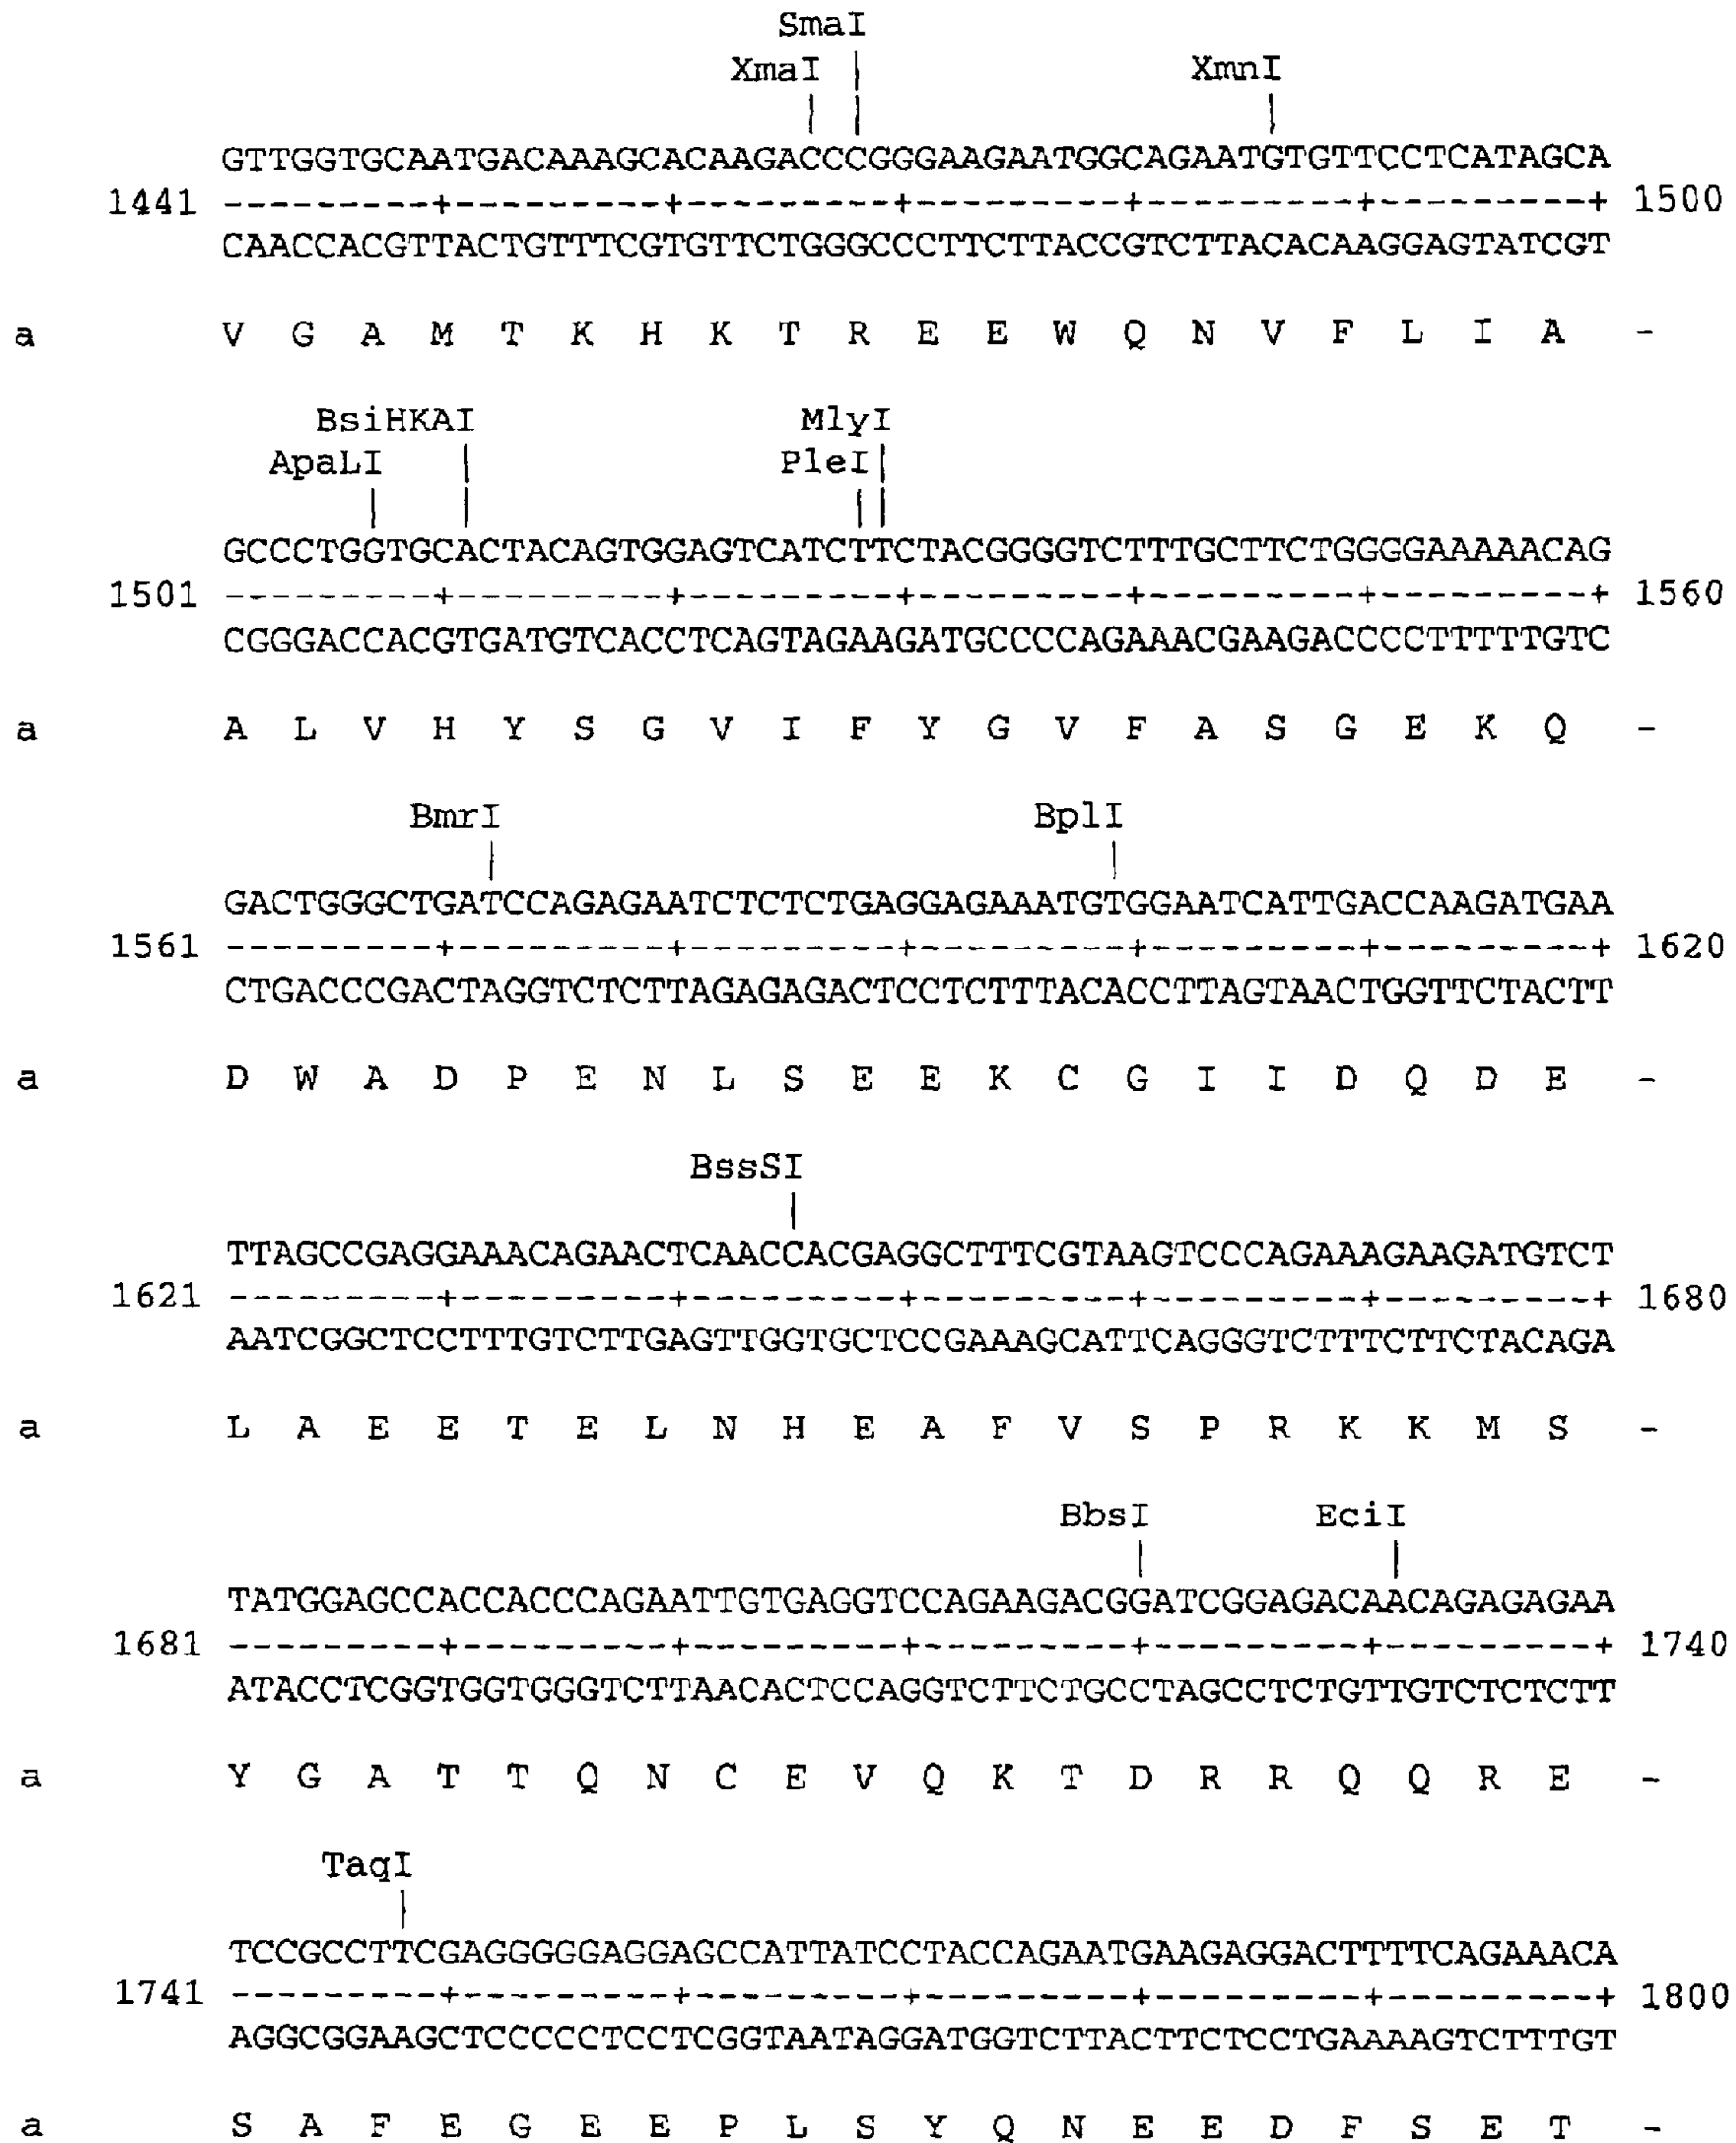 SmaI
XmaI XmnI
GTTGGTGCAATGACAAAGCACAAGACCCGGGAAGAATGGCAGAATGTGTTCCTCATAGCA
1441 ---------+---------+---------+---------+---------+---------+ 1500
CAACCACGTTACTGTTTCGTGTTCTGGGCCCTTCTTACCGTCTTACACAAGGAGTATCGT
a V G A M T K H K T R E E W Q N V F L I A -
BsiHKAI MlyI
ApaLI PleI
GCCCTGGTGCACTACAGTGGAGTCATCTTCTACGGGGTCTTTGCTTCTGGGGAAAAACAG
1501 ---------+---------+---------+---------+---------+---------+ 1560
CGGGACCACGTGATGTCACCTCAGTAGAAGATGCCCCAGAAACGAAGACCCCTTTTTGTC
a A L V H Y S G V I F Y G V F A S G E K Q -
BmrI BplI
GACTGGGCTGATCCAGAGAATCTCTCTGAGGAGAAATGTGGAATCATTGACCAAGATGAA
1561 ---------+---------+---------+---------+---------+---------+ 1620
CTGACCCGACTAGGTCTCTTAGAGAGACTCCTCTTTACACCTTAGTAACTGGTTCTACTT
a D W A D P E N L S E E K C G I I D Q D E -
BssSI
TTAGCCGAGGAAACAGAACTCAACCACGAGGCTTTCGTAAGTCCCAGAAAGAAGATGTCT
1621 ---------+---------+---------+---------+---------+---------+ 1680
AATCGGCTCCTTTGTCTTGAGTTGGTGCTCCGAAAGCATTCAGGGTCTTTCTTCTACAGA
a L A E E T E L N H E A F V S P R K K M S -
BbsI EciI
TATGGAGCCACCACCCAGAATTGTGAGGTCCAGAAGACGGATCGGAGACAACAGAGAGAA
1681 ---------+---------+---------+---------+---------+---------+ 1740
ATACCTCGGTGGTGGGTCTTAACACTCCAGGTCTTCTGCCTAGCCTCTGTTGTCTCTCTT
a Y G A T T Q N C E V Q K T D R R Q Q R E -
TaqI
TCCGCCTTCGAGGGGGAGGAGCCATTATCCTACCAGAATGAAGAGGACTTTTCAGAAACA
1741 ---------+---------+---------+---------+---------+---------+ 1800
AGGCGGAAGCTCCCCCTCCTCGGTAATAGGATGGTCTTACTTCTCCTGAAAAGTCTTTGT
a S A F E G E E P L S Y Q N E E D F S E T -